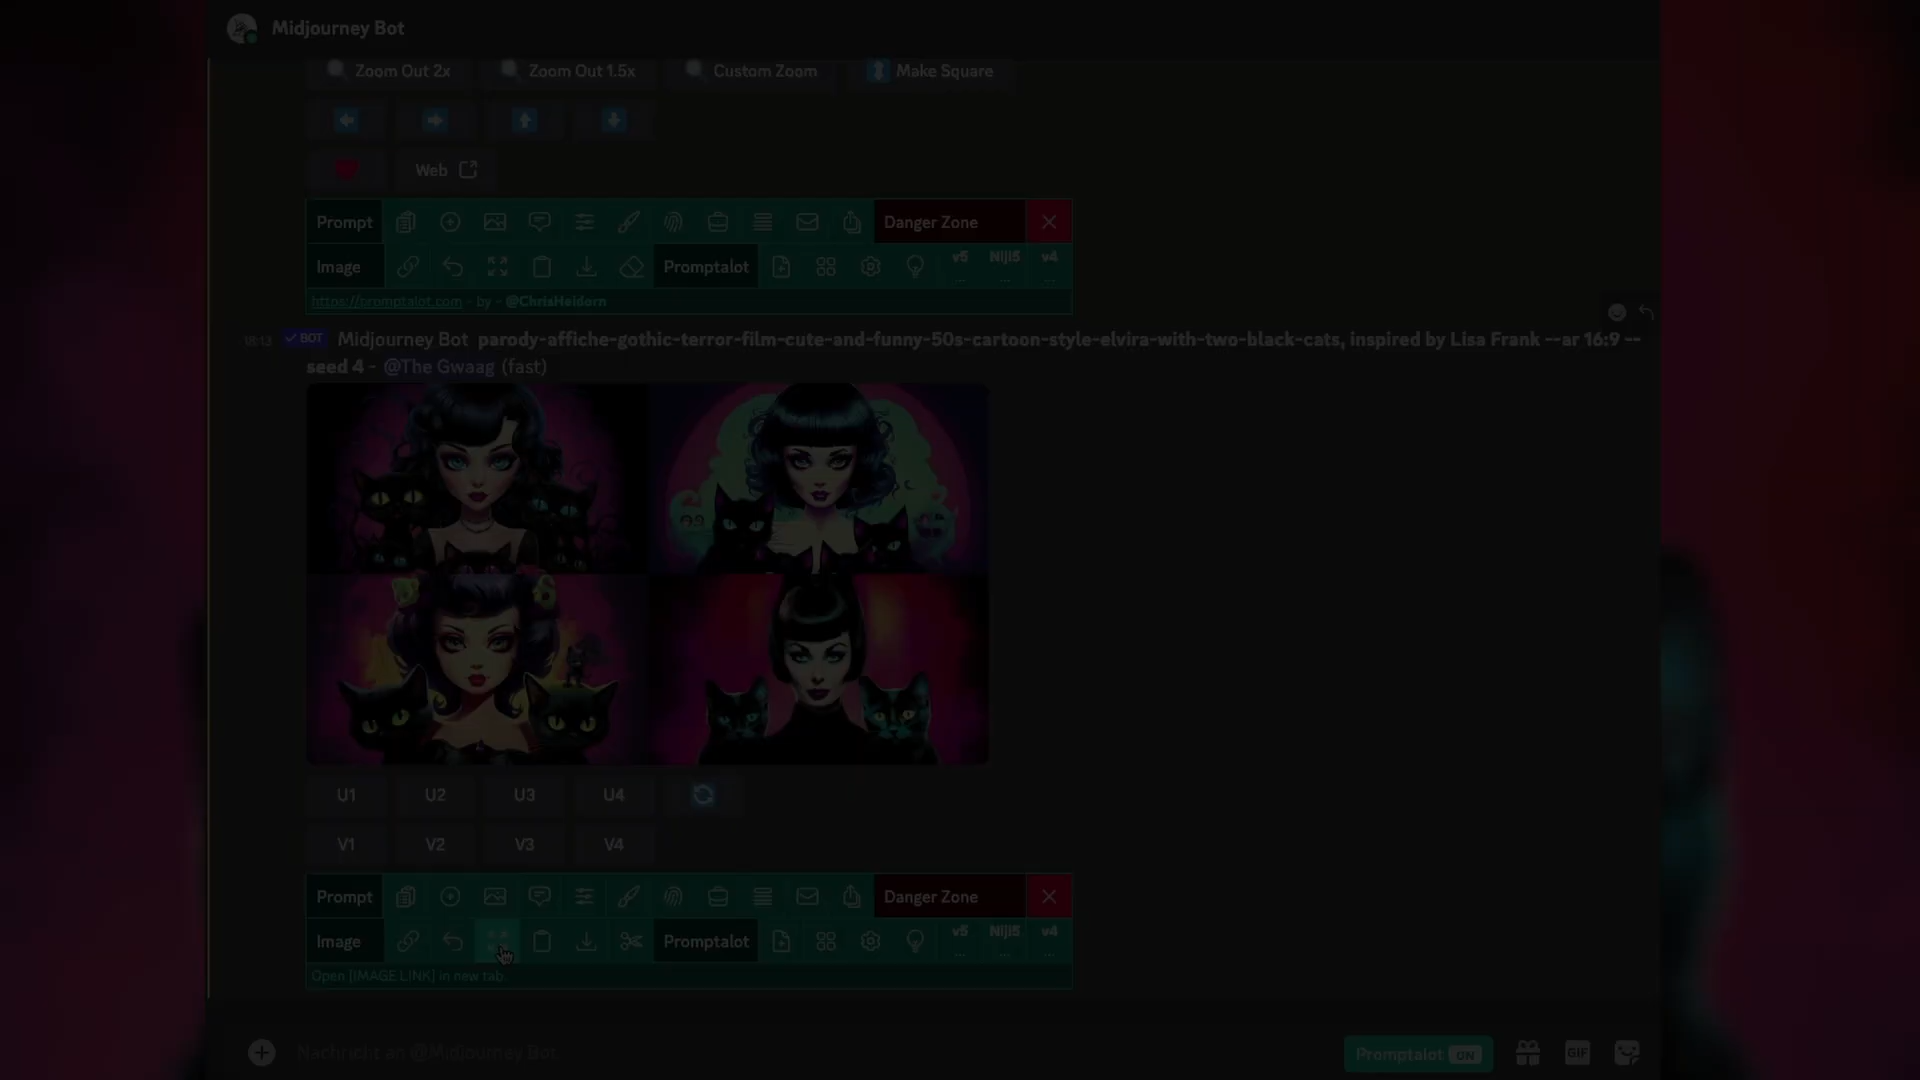 Midjourney Bot
Zoom Out 2x Zoom Out 1.5x Custom Zoom Make Square
Web
Prompt Danger Zone
Image Promptalot v5 Niji5 v4
... ... ...
https://promptalot.com - by - @ChrisHeidorn
18:13 BOT Midjourney Bot parody-affiche-gothic-terror-film-cute-and-funny-50s-cartoon-style-elvira-with-two-black-cats, inspired by Lisa Frank --ar 16:9 --
seed 4 - @The Gwaag (fast)
U1 U2 U3 U4
V1 V2 V3 V4
Prompt Danger Zone
Image Promptalot v5 Niji5 v4
... ... ...
Open [IMAGE LINK] in new tab.
Nachricht an @Midjourney Bot Promptalot ON GIF